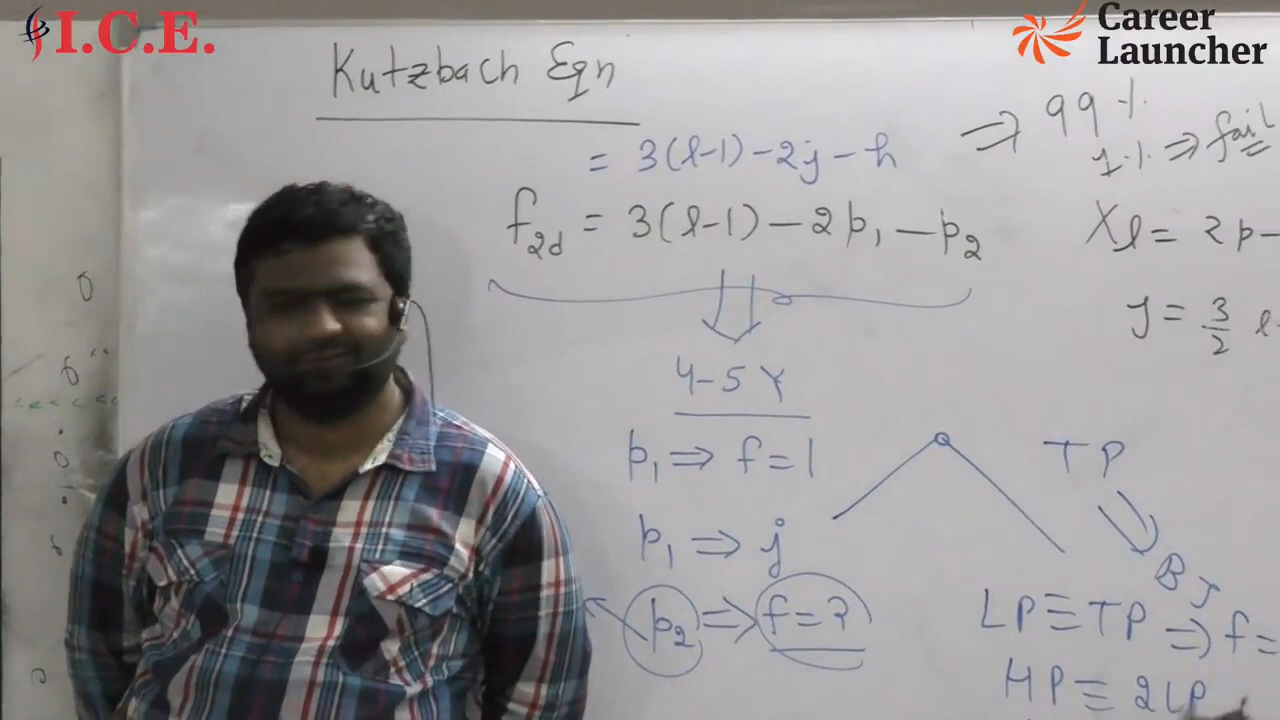 I.C.E.
Career
Launcher
Kutzbach Eqn
= 3(l-1) - 2j - h
⇒ 99%
1% ⇒ fail
f2d = 3(l-1) - 2p1 - p2
Xl = 2p-
j = 3/2 l-
4-5 Y
p1 ⇒ f = 1
TP
p1 ⇒ j
BJ
p2 ⇒ f = ?
LP ≡ TP ⇒ f =
HP ≡ 2LP